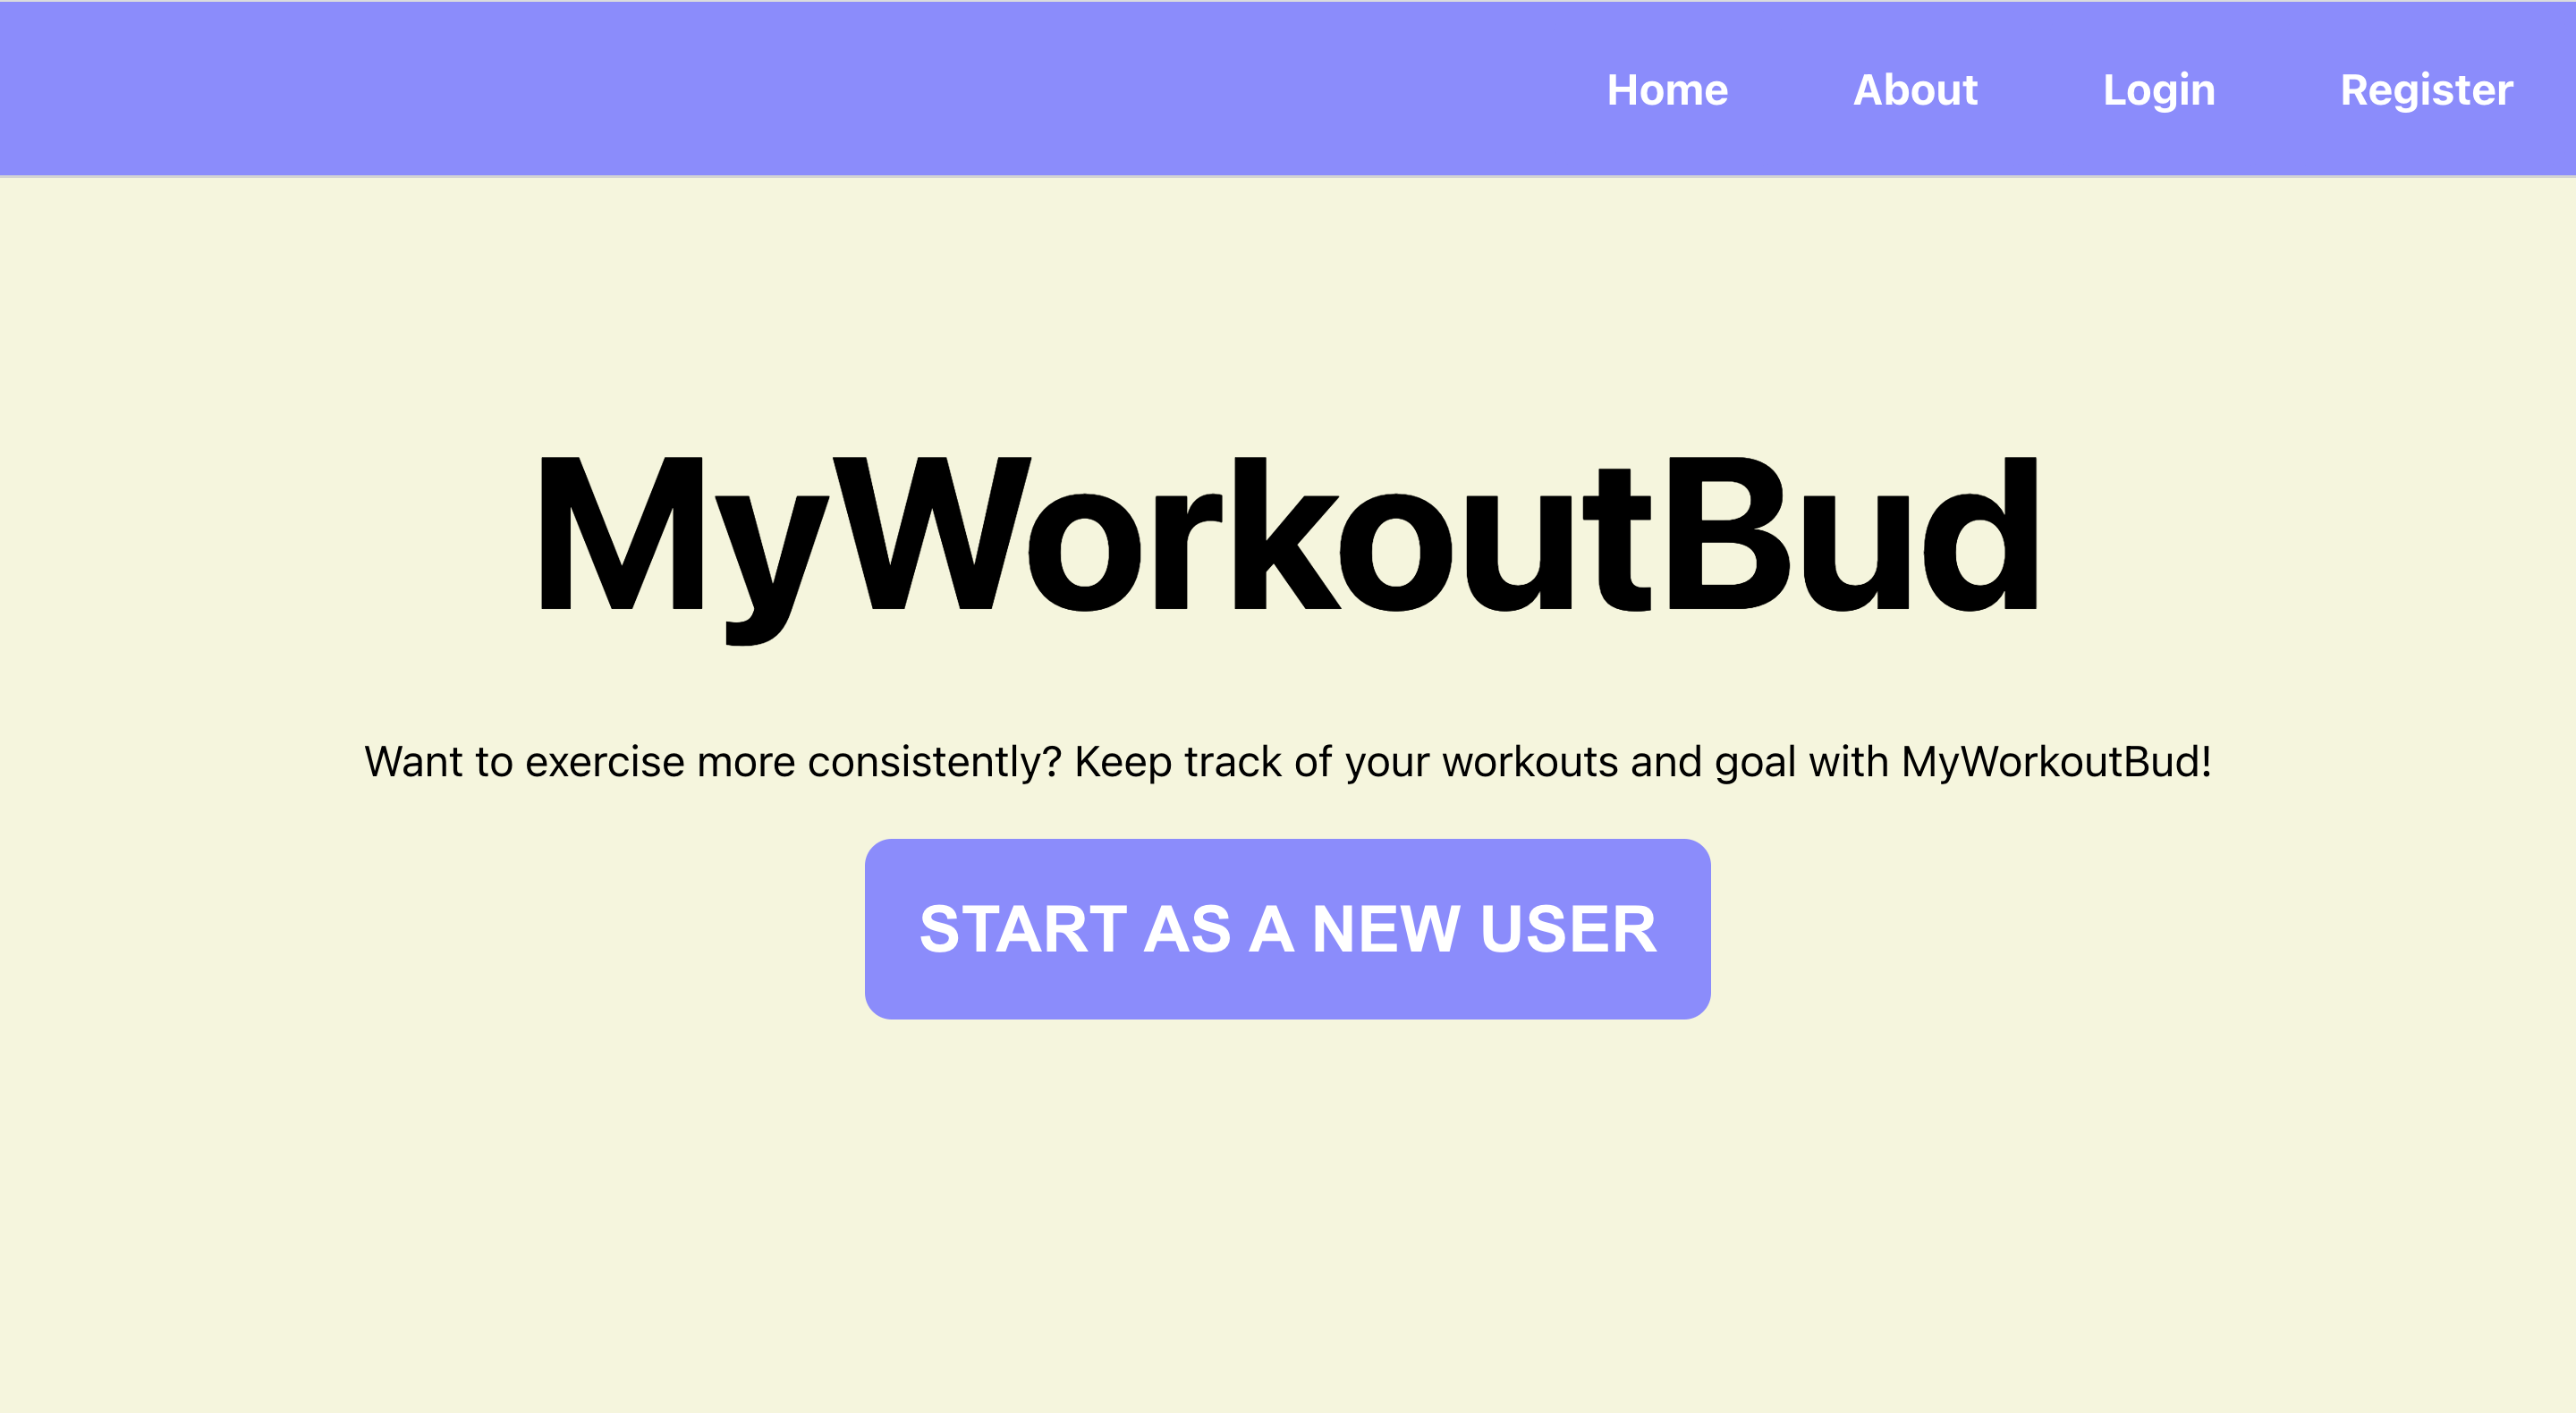 Home About Login Register
MyWorkoutBud
Want to exercise more consistently? Keep track of your workouts and goal with MyWorkoutBud!
START AS A NEW USER